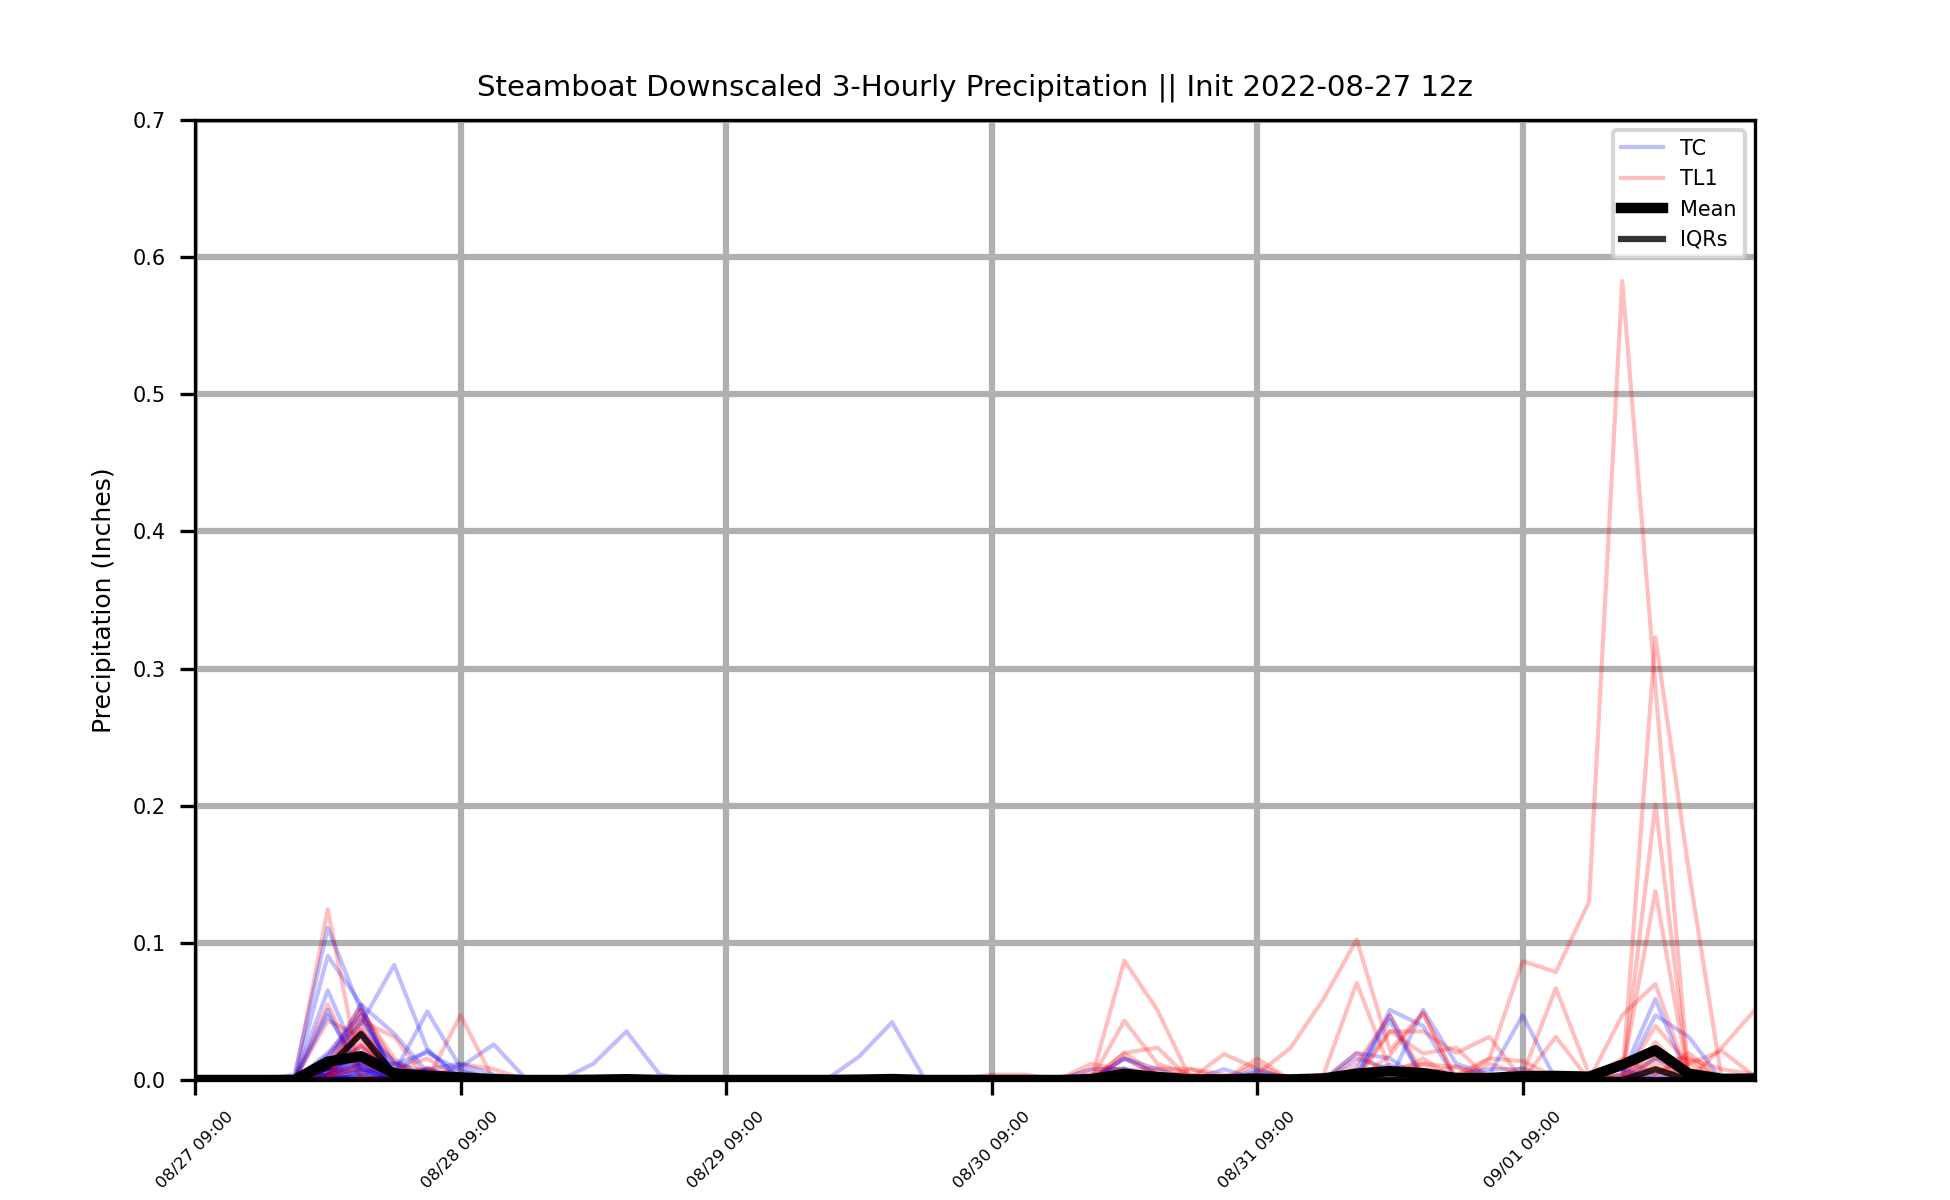 Steamboat Downscaled 3-Hourly Precipitation || Init 2022-08-27 12z
TC
TL1
Mean
IQRs
Precipitation (Inches)
0.7
0.6
0.5
0.4
0.3
0.2
0.1
0.0
08/27 09:00
08/28 09:00
08/29 09:00
08/30 09:00
08/31 09:00
09/01 09:00